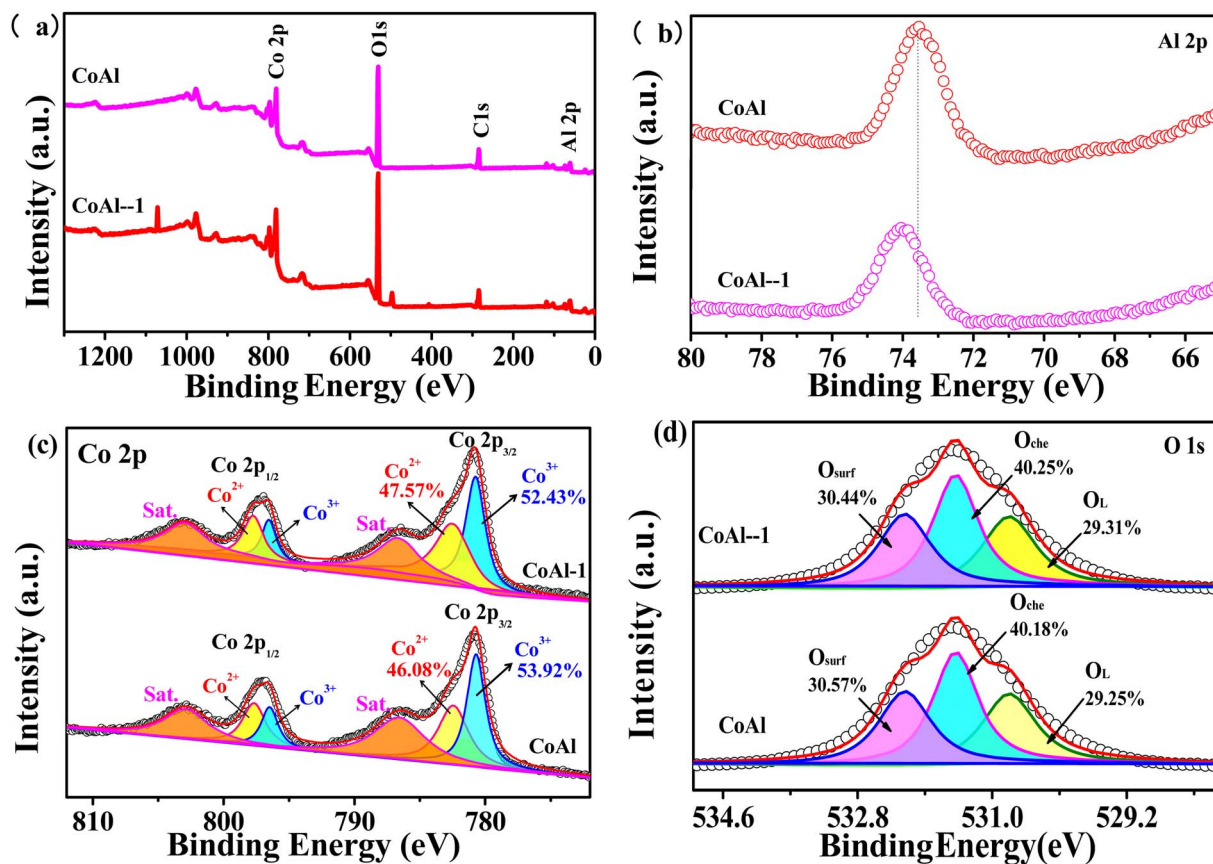 (a)
CoAl
CoAl--1
Co 2p
O1s
C1s
Al 2p
Intensity (a.u.)
1200 1000 800 600 400 200 0
Binding Energy (eV)
(b)
Al 2p
CoAl
CoAl--1
Intensity (a.u.)
80 78 76 74 72 70 68 66
Binding Energy (eV)
(c)
Co 2p
Co 2p3/2
Co 2p1/2
Co2+
47.57%
Co3+
52.43%
Co2+
Co3+
Sat.
Sat.
CoAl-1
Co 2p3/2
Co 2p1/2
Co2+
46.08%
Co3+
53.92%
Co2+
Co3+
Sat.
Sat.
CoAl
Intensity (a.u.)
810 800 790 780
Binding Energy (eV)
(d)
O 1s
Oche
40.25%
Osurf
30.44%
OL
29.31%
CoAl--1
Oche
40.18%
Osurf
30.57%
OL
29.25%
CoAl
Intensity (a.u.)
534.6 532.8 531.0 529.2
Binding Energy(eV)